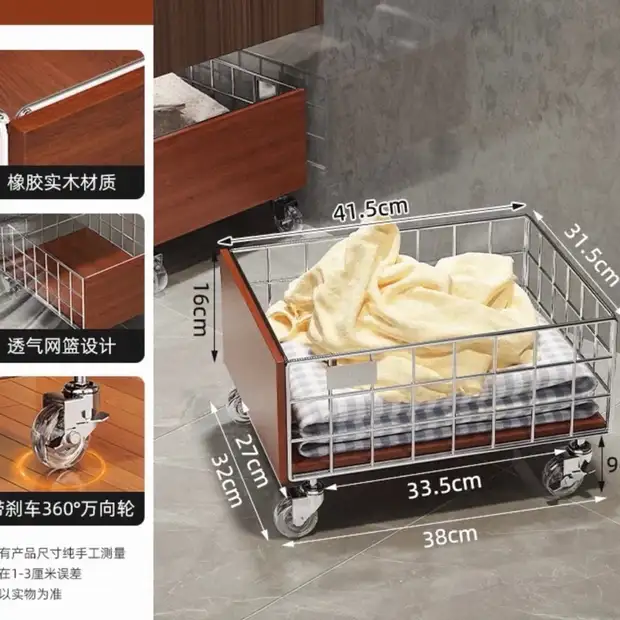 橡胶实木材质
透气网篮设计
带刹车360°万向轮
有产品尺寸纯手工测量
在1-3厘米误差
以实物为准
41.5cm
31.5cm
16cm
27cm
32cm
33.5cm
38cm
9